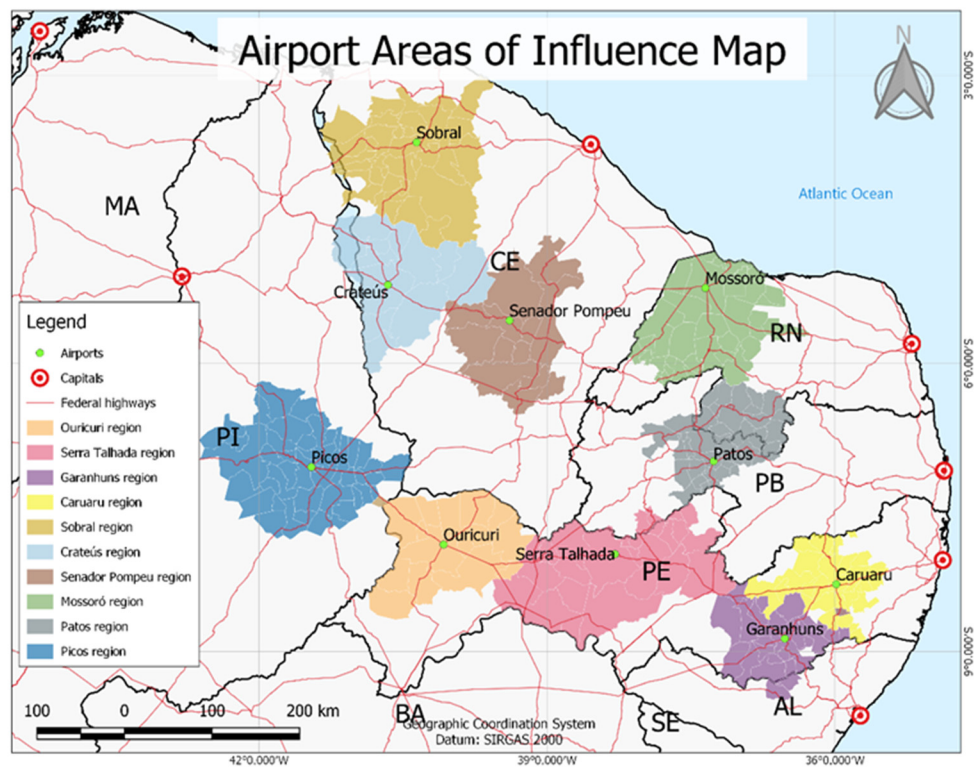 Airport Areas of Influence Map
N
3°0.000'S
Sobral
Atlantic Ocean
MA
CE
Mossoró
Crateús
Senador Pompeu
RN
6°0.000'S
Legend
Airports
Capitals
Federal highways
Ouricuri region
Serra Talhada region
Garanhuns region
Caruaru region
Sobral region
Crateús region
Senador Pompeu region
Mossoró region
Patos region
Picos region
PI
Picos
Patos
PB
Ouricuri
Serra Talhada
PE
Caruaru
Garanhuns
9°0.000'S
100 0 100 200 km
BA
SE
AL
Geographic Coordination System
Datum: SIRGAS 2000
42°0.000'W 39°0.000'W 36°0.000'W